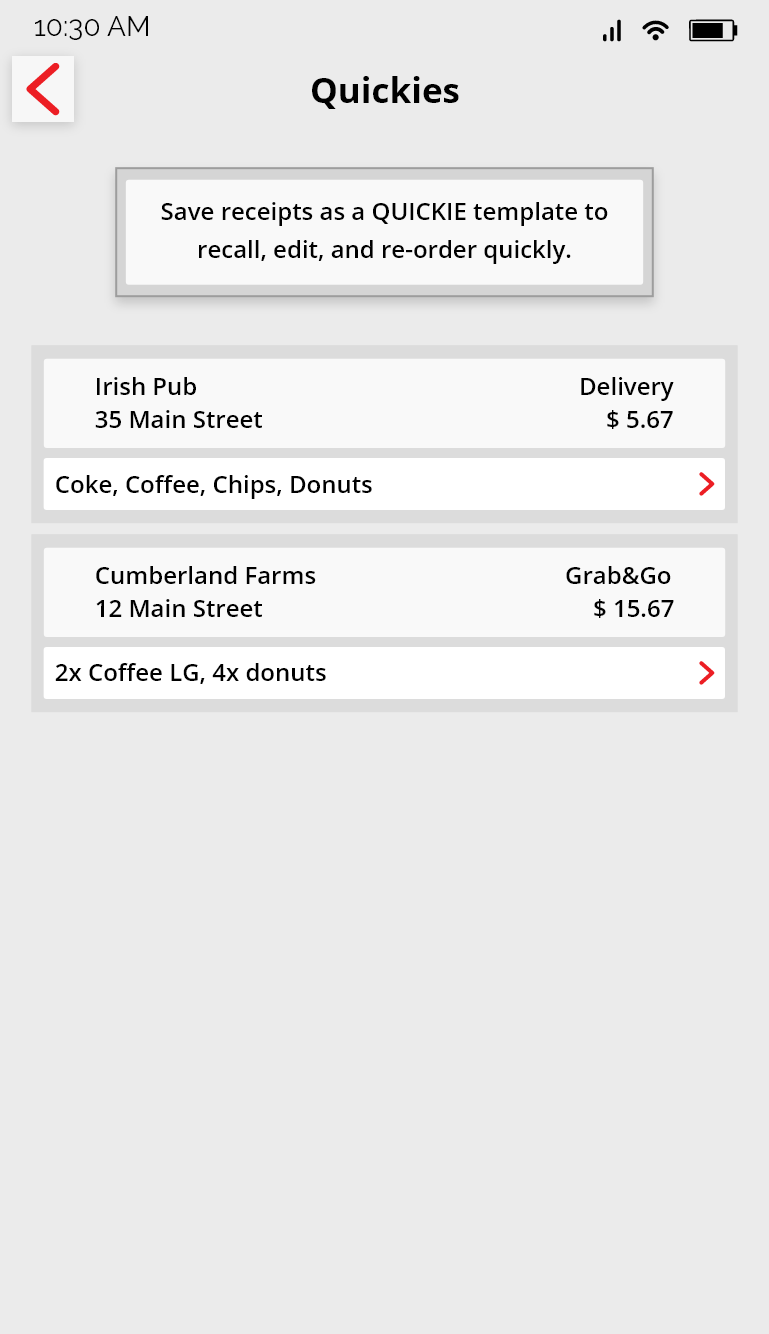 10:30 AM
Quickies
Save receipts as a QUICKIE template to
recall, edit, and re-order quickly.
Irish Pub Delivery
35 Main Street $ 5.67
Coke, Coffee, Chips, Donuts
Cumberland Farms Grab&Go
12 Main Street $ 15.67
2x Coffee LG, 4x donuts